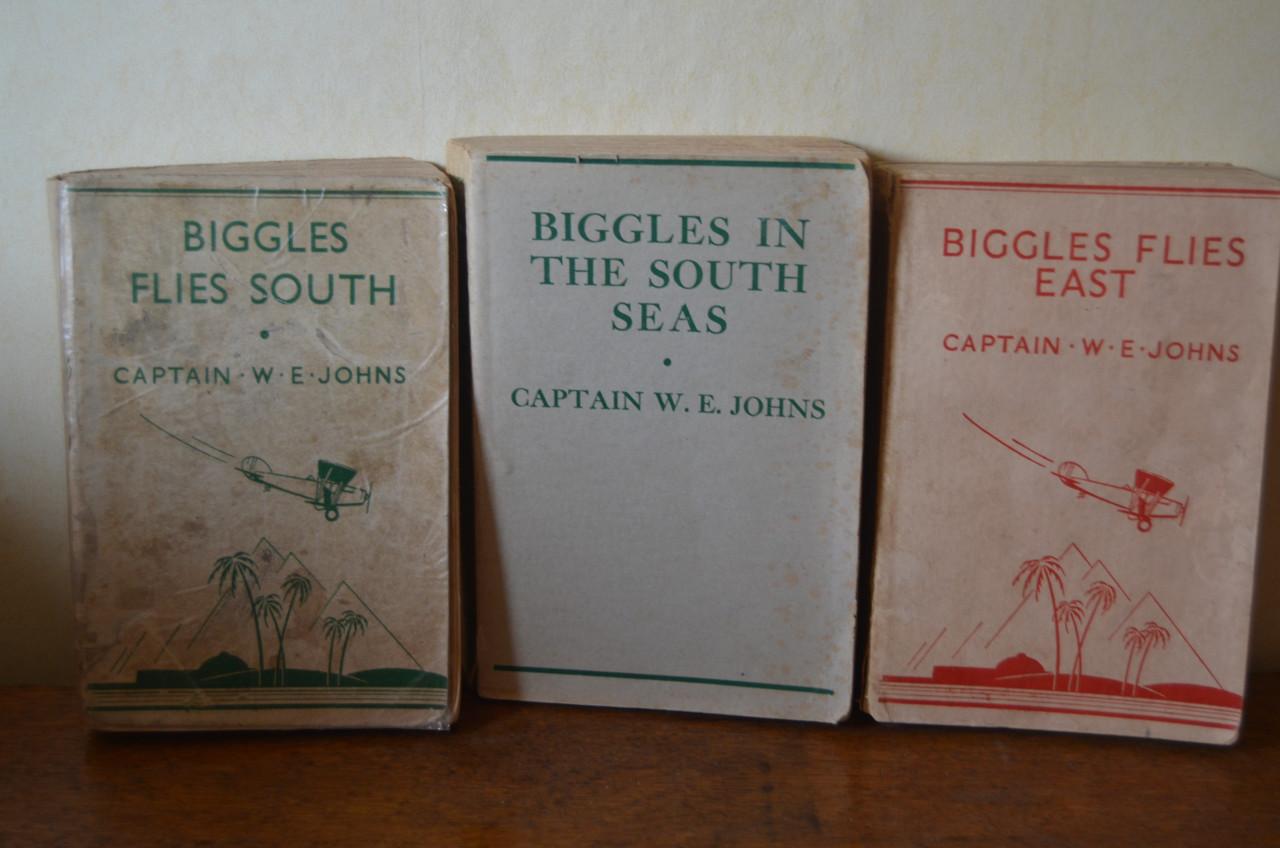 BIGGLES
FLIES SOUTH
•
CAPTAIN · W · E · JOHNS
BIGGLES IN
THE SOUTH
SEAS
•
CAPTAIN W. E. JOHNS
BIGGLES FLIES
EAST
CAPTAIN · W · E · JOHNS